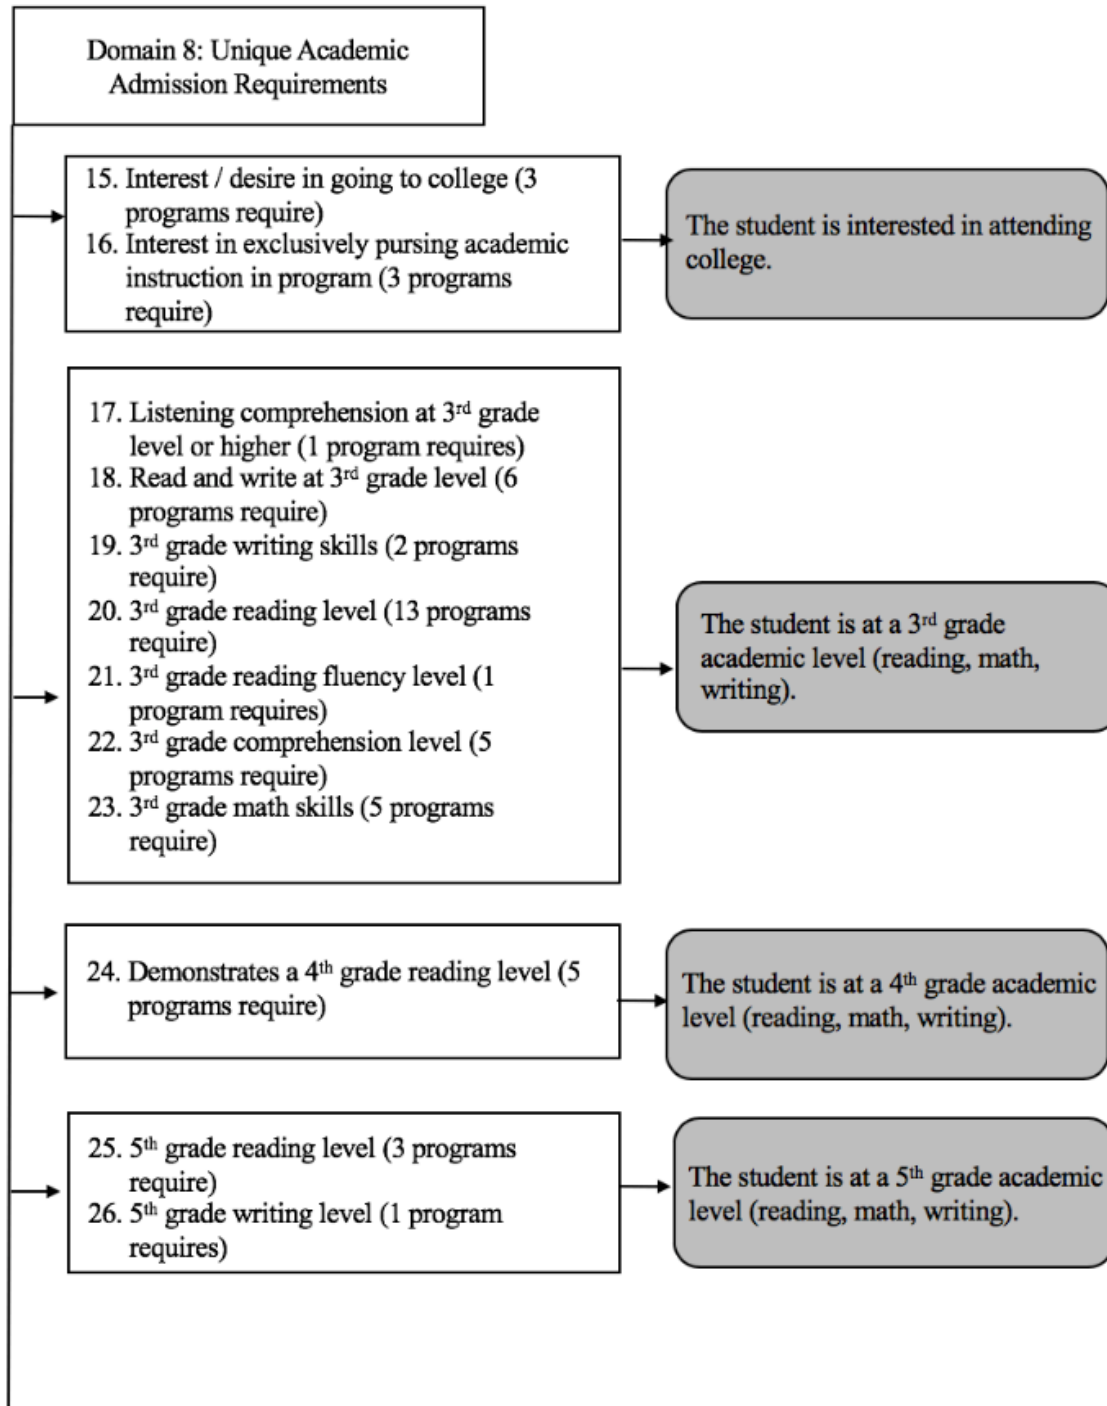 Domain 8: Unique Academic
Admission Requirements
15. Interest / desire in going to college (3
programs require)
16. Interest in exclusively pursing academic
instruction in program (3 programs
require)
The student is interested in attending
college.
17. Listening comprehension at 3rd grade
level or higher (1 program requires)
18. Read and write at 3rd grade level (6
programs require)
19. 3rd grade writing skills (2 programs
require)
20. 3rd grade reading level (13 programs
require)
21. 3rd grade reading fluency level (1
program requires)
22. 3rd grade comprehension level (5
programs require)
23. 3rd grade math skills (5 programs
require)
The student is at a 3rd grade
academic level (reading, math,
writing).
24. Demonstrates a 4th grade reading level (5
programs require)
The student is at a 4th grade academic
level (reading, math, writing).
25. 5th grade reading level (3 programs
require)
26. 5th grade writing level (1 program
requires)
The student is at a 5th grade academic
level (reading, math, writing).